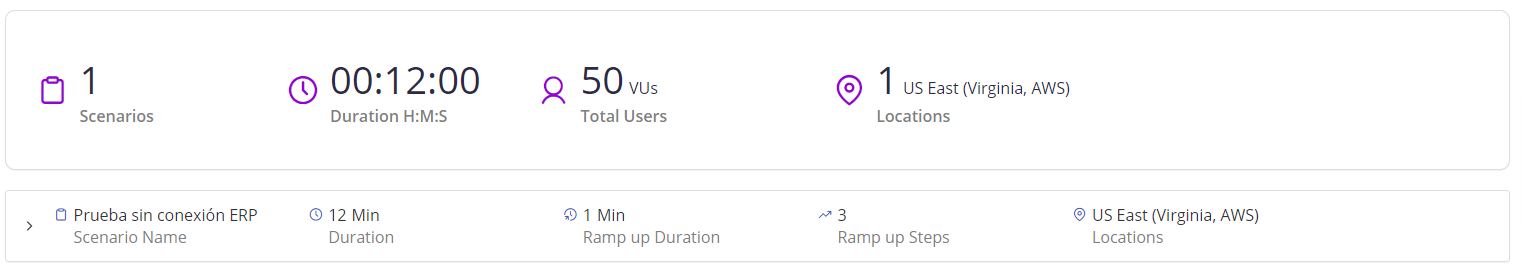 1
Scenarios
00:12:00
Duration H:M:S
50 VUs
Total Users
1 US East (Virginia, AWS)
Locations
Prueba sin conexión ERP
Scenario Name
12 Min
Duration
1 Min
Ramp up Duration
3
Ramp up Steps
US East (Virginia, AWS)
Locations